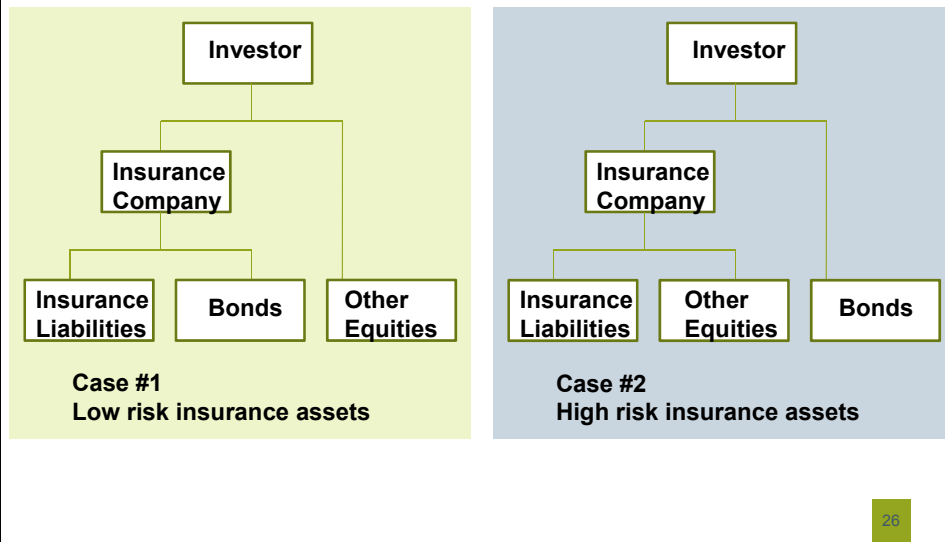 Investor
Insurance
Company
Insurance
Liabilities
Bonds
Other
Equities
Case #1
Low risk insurance assets
Investor
Insurance
Company
Insurance
Liabilities
Other
Equities
Bonds
Case #2
High risk insurance assets
26